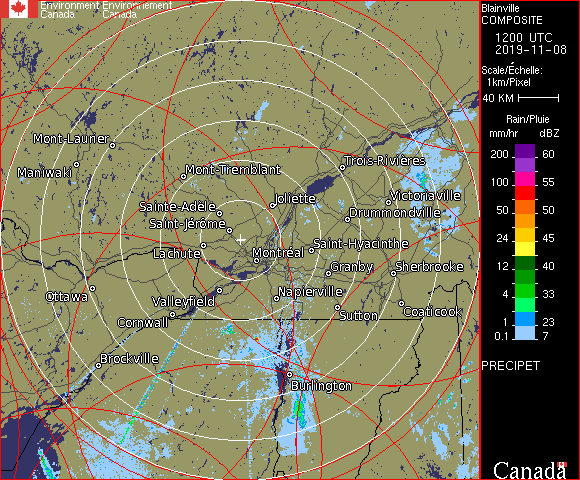 Environment Environnement
Canada Canada
Blainville
COMPOSITE
1200 UTC
2019-11-08
Scale/Échelle:
1km/Pixel
40 KM
Rain/Pluie
mm/hr dBZ
200 60
100 55
50 50
24 45
12 40
4 33
1 23
0.1 7
PRECIPET
Canada
Mont-Laurier
Maniwaki
Mont-Tremblant
Trois-Rivières
Joliette
Victoriaville
Sainte-Adele
Drummondville
Saint-Jérôme
Saint-Hyacinthe
Lachute
Montréal
Granby
Sherbrooke
Ottawa
Valleyfield
Napierville
Cornwall
Sutton
Coaticook
Brockville
Burlington